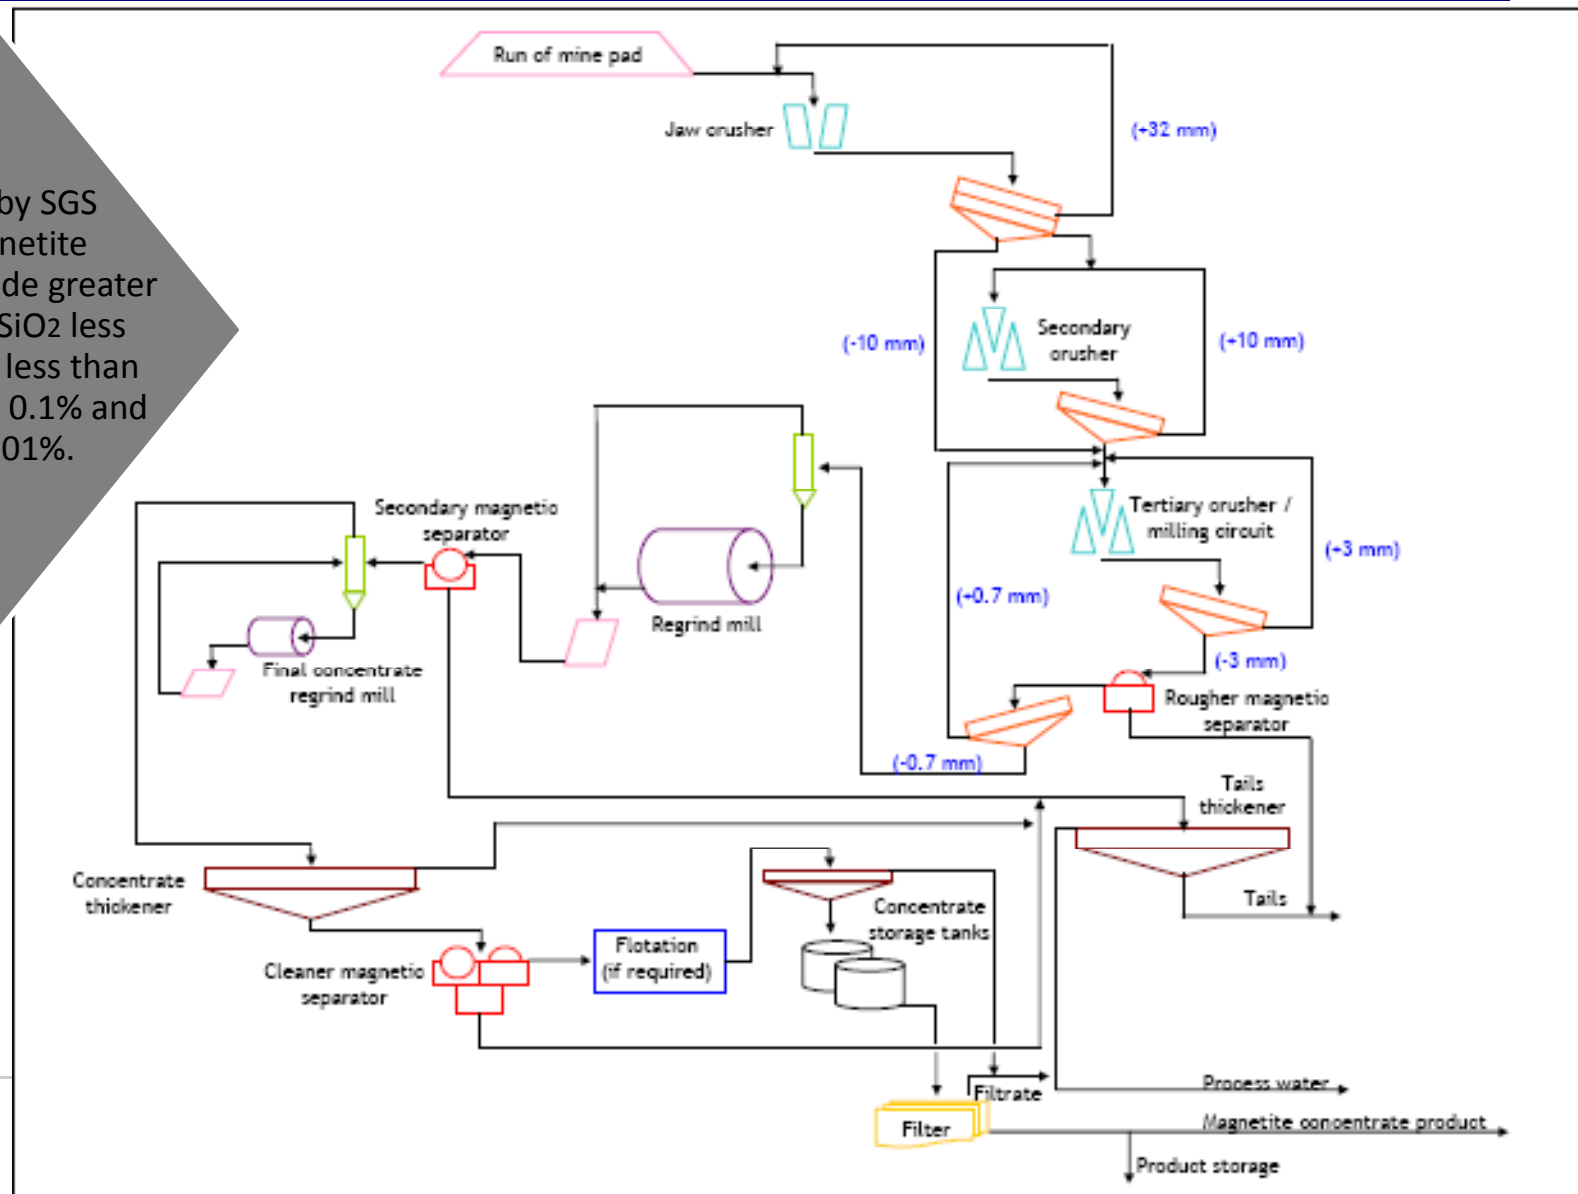 by SGS
netite
de greater
SiO2 less
less than
0.1% and
01%.
Run of mine pad
Jaw crusher
(+32 mm)
Secondary
crusher
(-10 mm)
(+10 mm)
Tertiary crusher /
milling circuit
(+3 mm)
(+0.7 mm)
(-3 mm)
Rougher magnetic
separator
(-0.7 mm)
Secondary magnetic
separator
Regrind mill
Final concentrate
regrind mill
Tails
thickener
Tails
Concentrate
thickener
Concentrate
storage tanks
Flotation
(if required)
Cleaner magnetic
separator
Process water
Filtrate
Filter
Magnetite concentrate product
Product storage